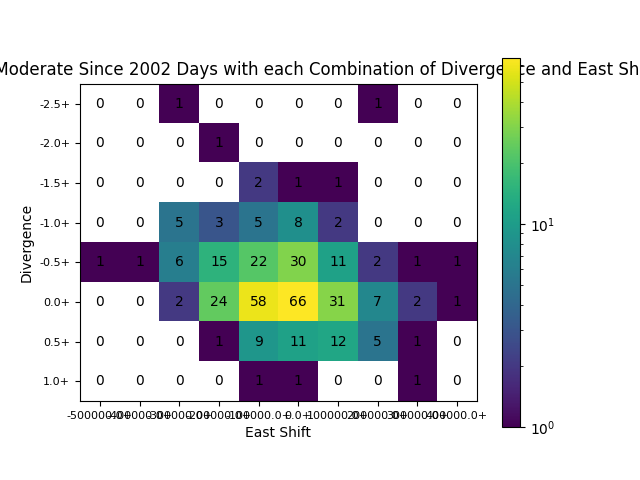 Moderate Since 2002 Days with each Combination of Divergence and East Sh
Divergence
-2.5+ 0 0 1 0 0 0 0 1 0 0
-2.0+ 0 0 0 1 0 0 0 0 0 0
-1.5+ 0 0 0 0 2 1 1 0 0 0
-1.0+ 0 0 5 3 5 8 2 0 0 0
-0.5+ 1 1 6 15 22 30 11 2 1 1
0.0+ 0 0 2 24 58 66 31 7 2 1
0.5+ 0 0 0 1 9 11 12 5 1 0
1.0+ 0 0 0 0 1 1 0 0 1 0
East Shift
10¹
10⁰